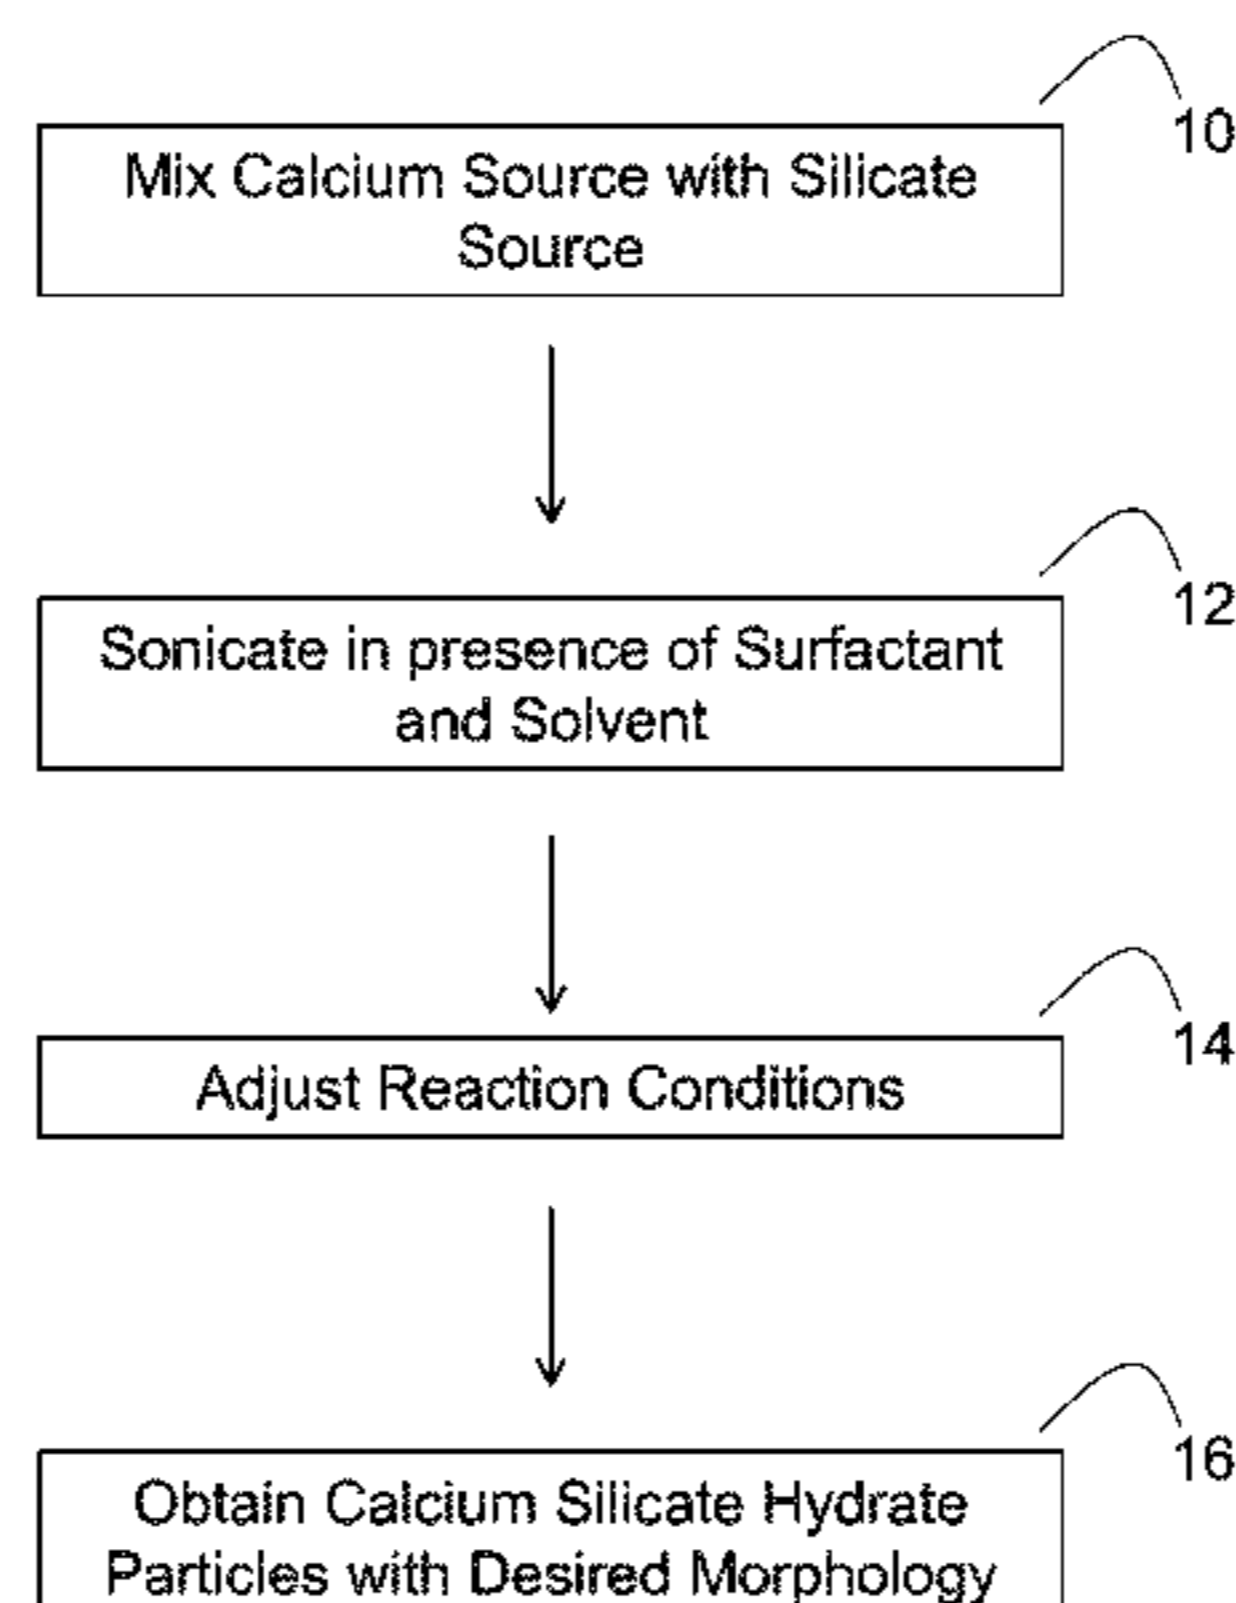 10
Mix Calcium Source with Silicate
Source
12
Sonicate in presence of Surfactant
and Solvent
14
Adjust Reaction Conditions
16
Obtain Calcium Silicate Hydrate
Particles with Desired Morphology